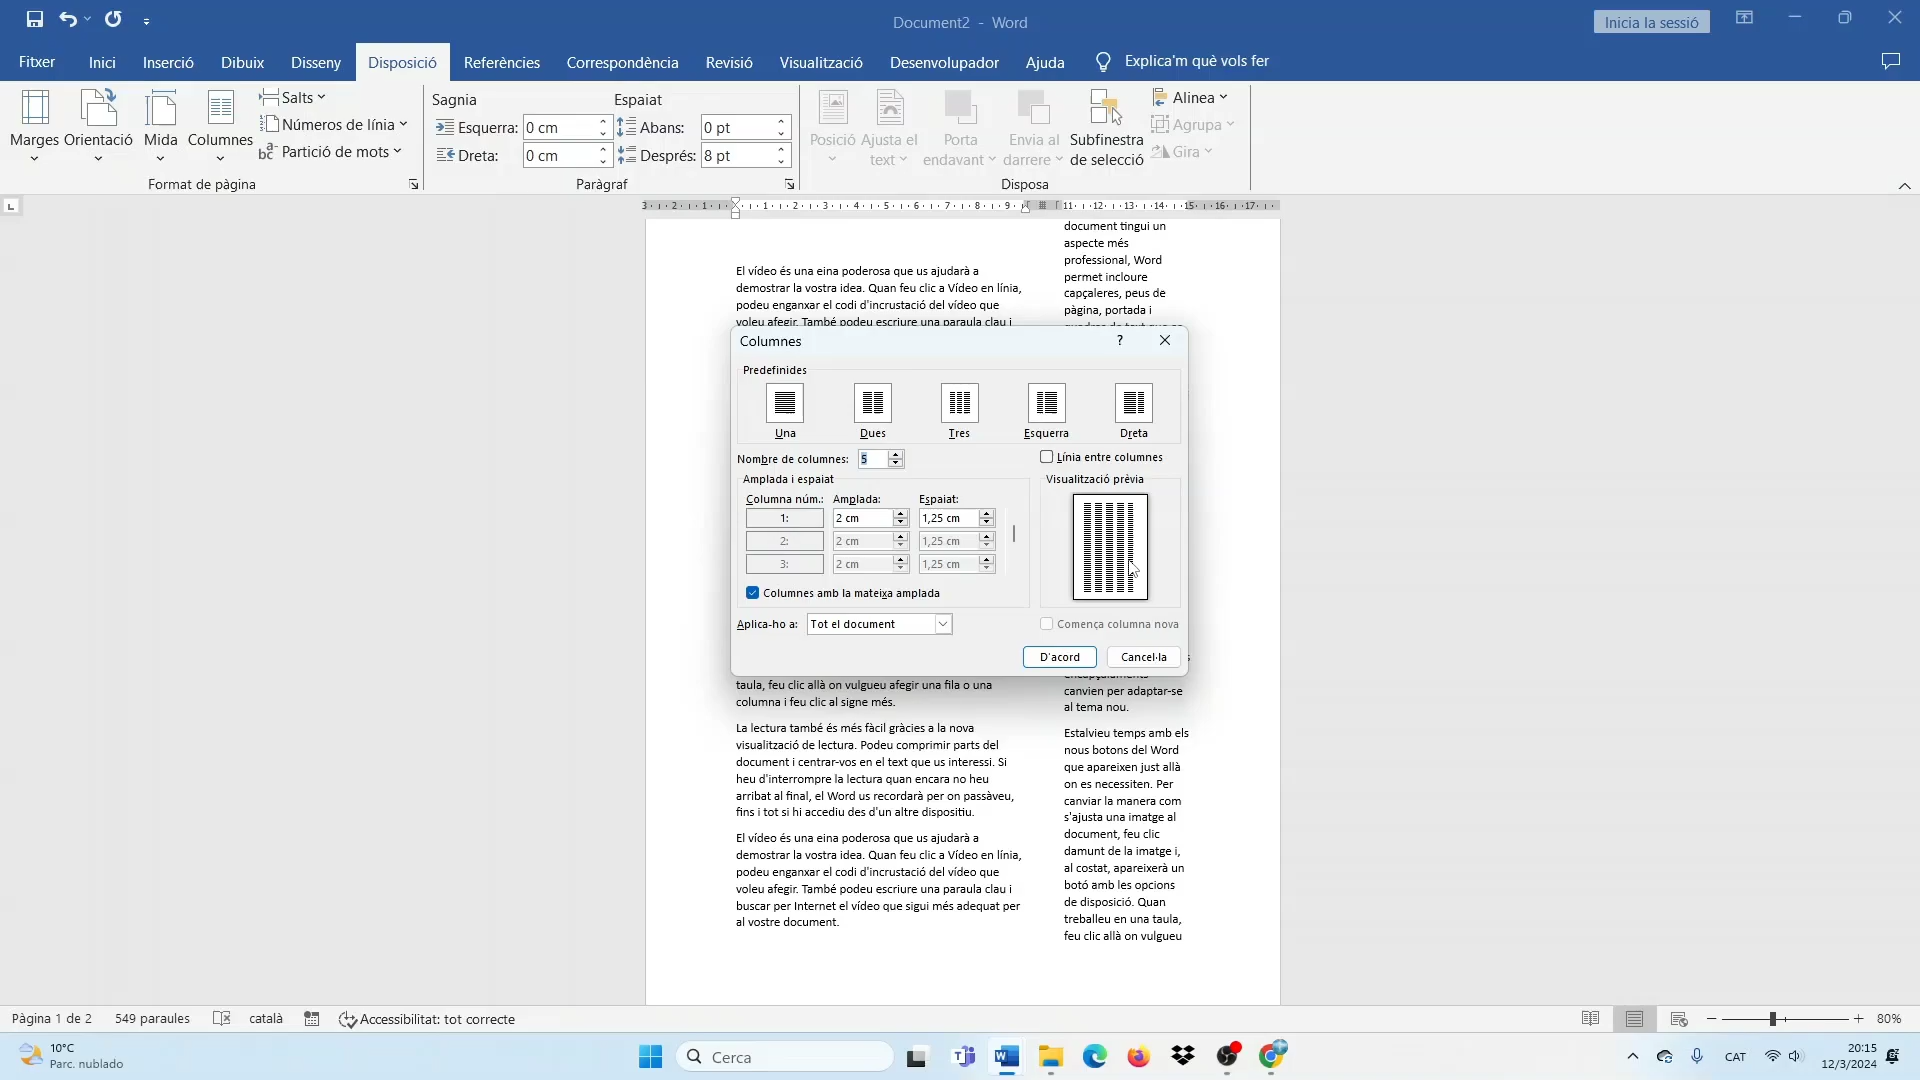 Document2 - Word
Inicia la sessió
Fitxer
Inici
Inserció
Dibuix
Disseny
Disposició
Referències
Correspondència
Revisió
Visualització
Desenvolupador
Ajuda
Explica'm què vols fer
Marges
Orientació
Mida
Columnes
Salts
Números de línia
Partició de mots
Format de pàgina
Sagnia
Esquerra: 0 cm
Dreta: 0 cm
Espaiat
Abans: 0 pt
Després: 8 pt
Paràgraf
Posició
Ajusta el
text
Porta
endavant
Envia al
darrere
Subfinestra
de selecció
Alinea
Agrupa
Gira
Disposa
3 2 1 1 2 3 4 5 6 7 8 9 11 12 13 14 15 16 17
El vídeo és una eina poderosa que us ajudarà a
demostrar la vostra idea. Quan feu clic a Vídeo en línia,
podeu enganxar el codi d'incrustació del vídeo que
voleu afegir. També podeu escriure una paraula clau i
document tingui un
aspecte més
professional, Word
permet incloure
capçaleres, peus de
pàgina, portada i
Columnes
?
Predefinides
Una
Dues
Tres
Esquerra
Dreta
Nombre de columnes: 5
Línia entre columnes
Amplada i espaiat
Visualització prèvia
Columna núm.: Amplada: Espaiat:
1: 2 cm 1,25 cm
2: 2 cm 1,25 cm
3: 2 cm 1,25 cm
Columnes amb la mateixa amplada
Aplica-ho a: Tot el document
Comença columna nova
D'acord
Cancel·la
taula, feu clic allà on vulgueu afegir una fila o una
columna i feu clic al signe més.
La lectura també és més fàcil gràcies a la nova
visualització de lectura. Podeu comprimir parts del
document i centrar-vos en el text que us interessi. Si
heu d'interrompre la lectura quan encara no heu
arribat al final, el Word us recordarà per on passàveu,
fins i tot si hi accediu des d'un altre dispositiu.
El vídeo és una eina poderosa que us ajudarà a
demostrar la vostra idea. Quan feu clic a Vídeo en línia,
podeu enganxar el codi d'incrustació del vídeo que
voleu afegir. També podeu escriure una paraula clau i
buscar per Internet el vídeo que sigui més adequat per
al vostre document.
canvien per adaptar-se
al tema nou.
Estalvieu temps amb els
nous botons del Word
que apareixen just allà
on es necessiten. Per
canviar la manera com
s'ajusta una imatge al
document, feu clic
damunt de la imatge i,
al costat, apareixerà un
botó amb les opcions
de disposició. Quan
treballeu en una taula,
feu clic allà on vulgueu
Pàgina 1 de 2
549 paraules
català
Accessibilitat: tot correcte
80%
10°C
Parc. nublado
Cerca
CAT
20:15
12/3/2024